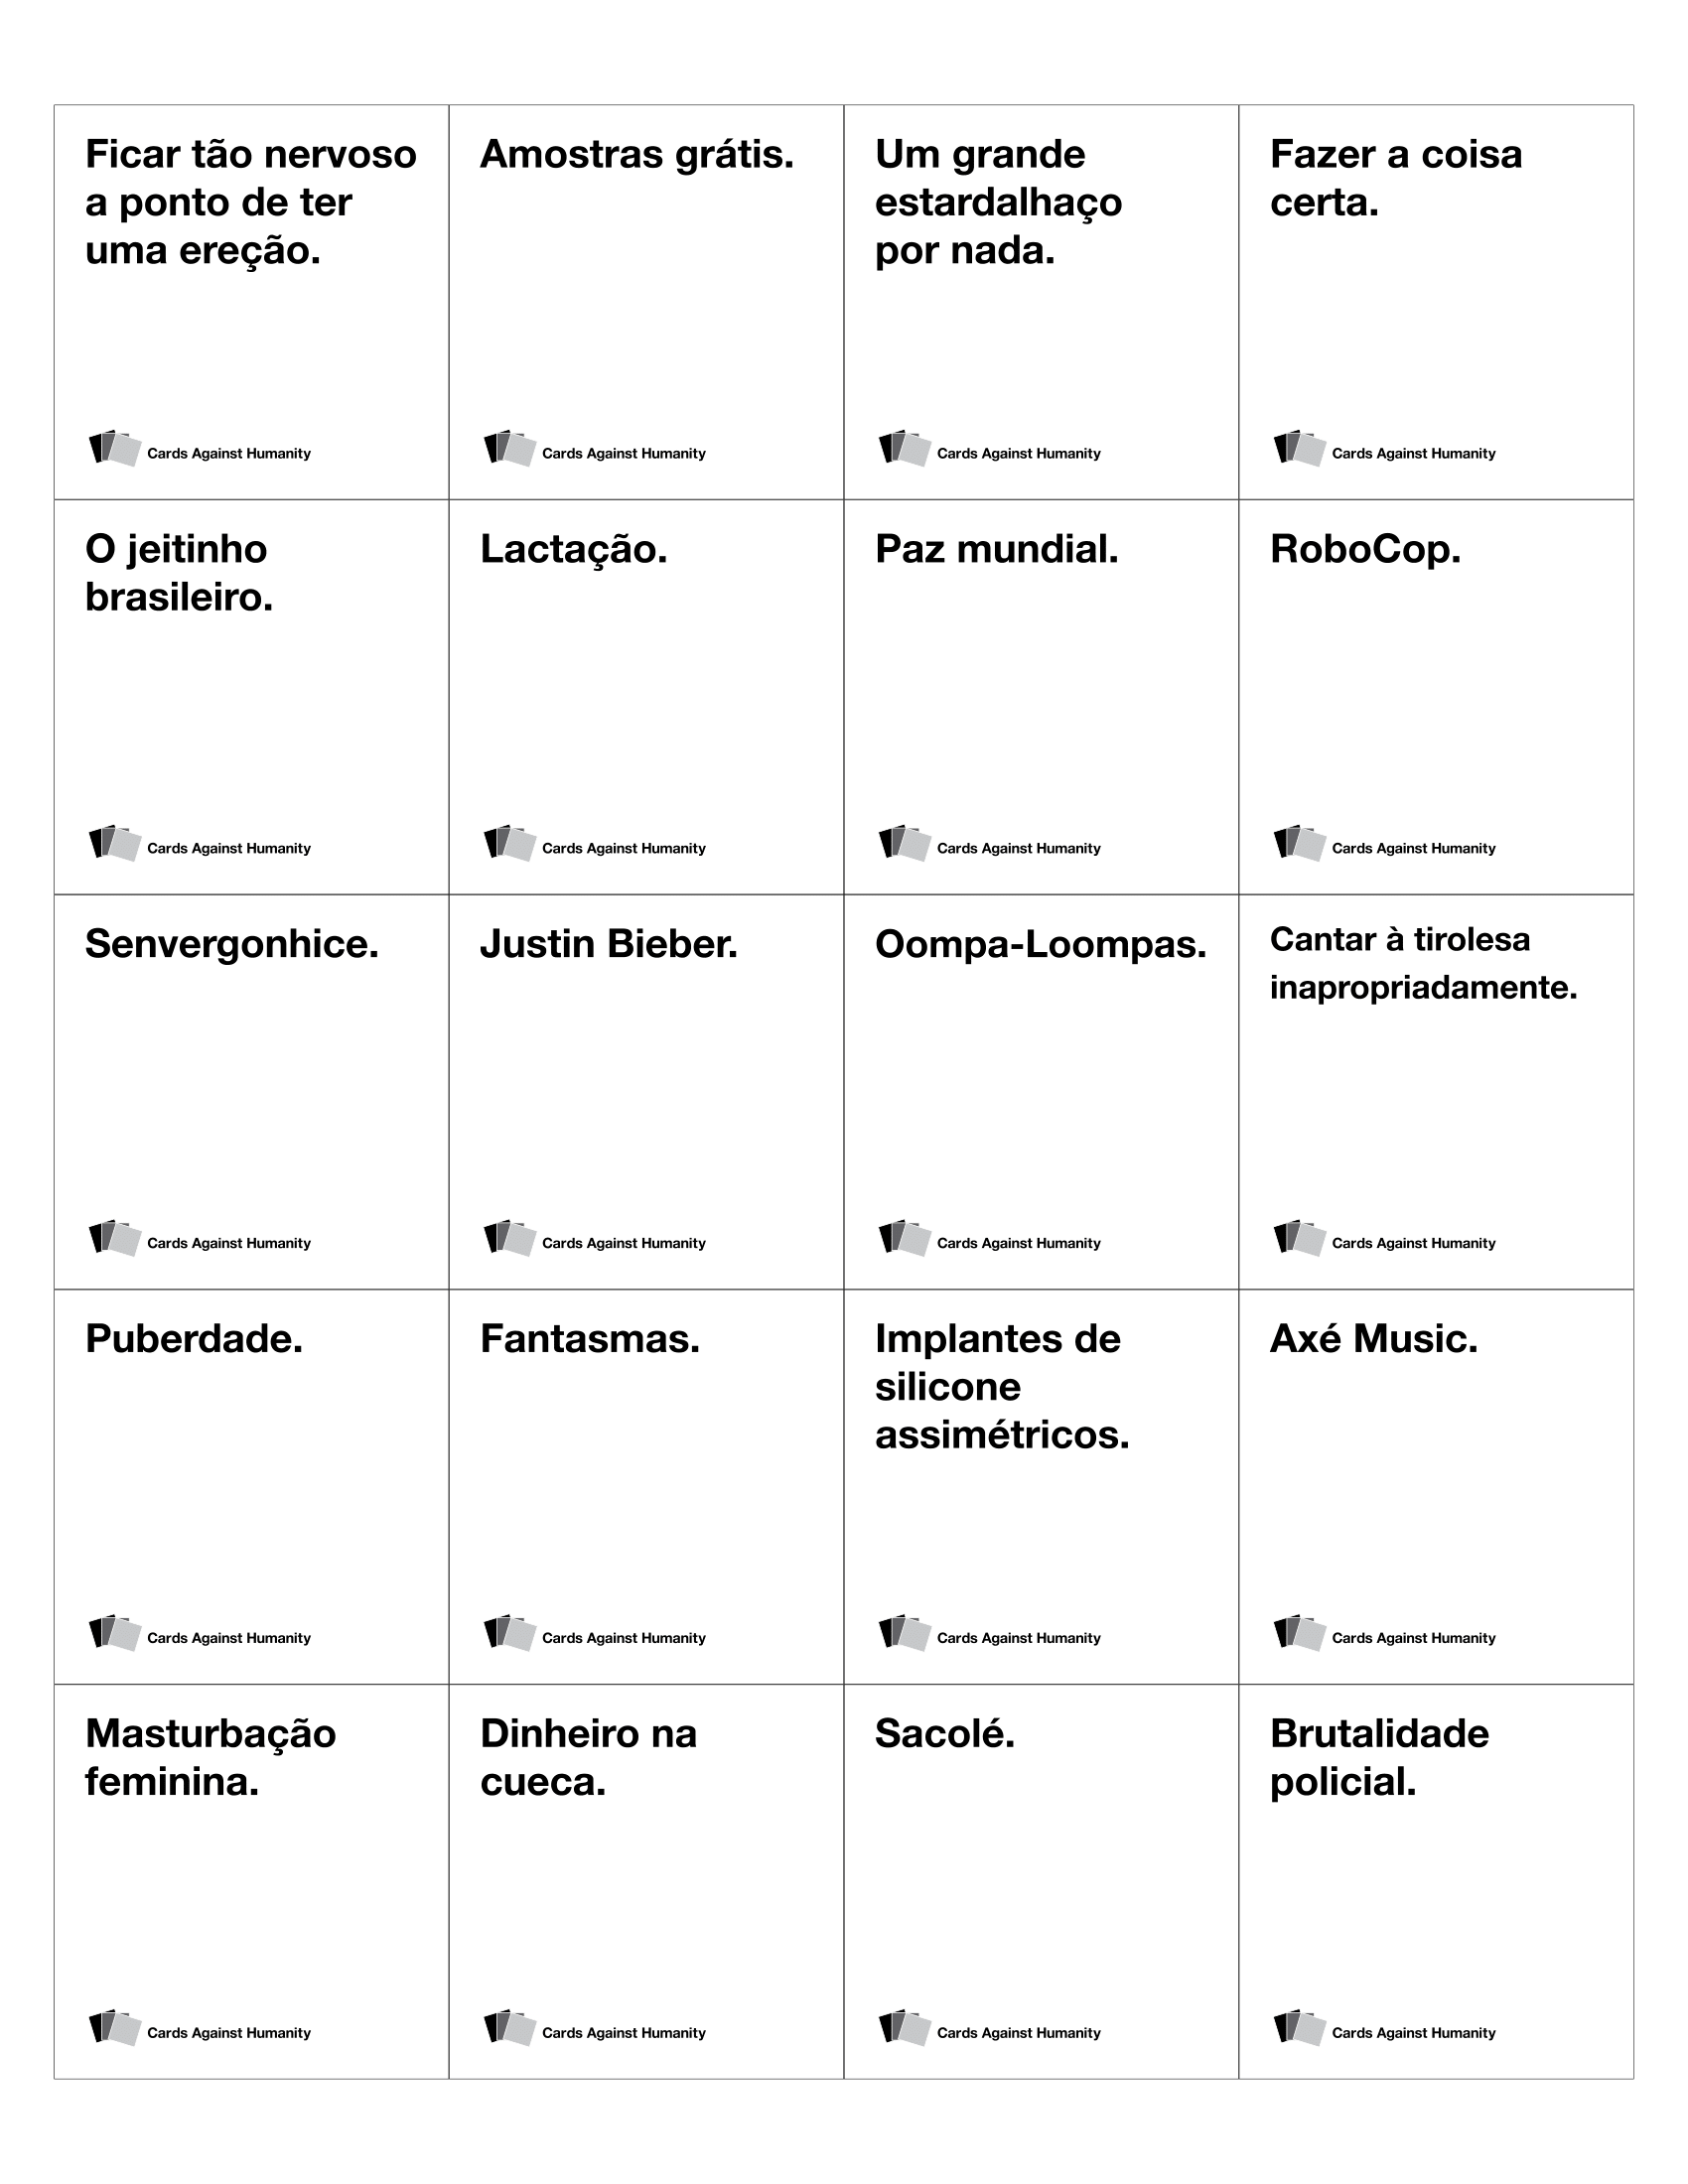 Ficar tão nervoso
a ponto de ter
uma ereção.
Cards Against Humanity
Amostras grátis.
Cards Against Humanity
Um grande
estardalhaço
por nada.
Cards Against Humanity
Fazer a coisa
certa.
Cards Against Humanity
O jeitinho
brasileiro.
Cards Against Humanity
Lactação.
Cards Against Humanity
Paz mundial.
Cards Against Humanity
RoboCop.
Cards Against Humanity
Senvergonhice.
Cards Against Humanity
Justin Bieber.
Cards Against Humanity
Oompa-Loompas.
Cards Against Humanity
Cantar à tirolesa
inapropriadamente.
Cards Against Humanity
Puberdade.
Cards Against Humanity
Fantasmas.
Cards Against Humanity
Implantes de
silicone
assimétricos.
Cards Against Humanity
Axé Music.
Cards Against Humanity
Masturbação
feminina.
Cards Against Humanity
Dinheiro na
cueca.
Cards Against Humanity
Sacolé.
Cards Against Humanity
Brutalidade
policial.
Cards Against Humanity